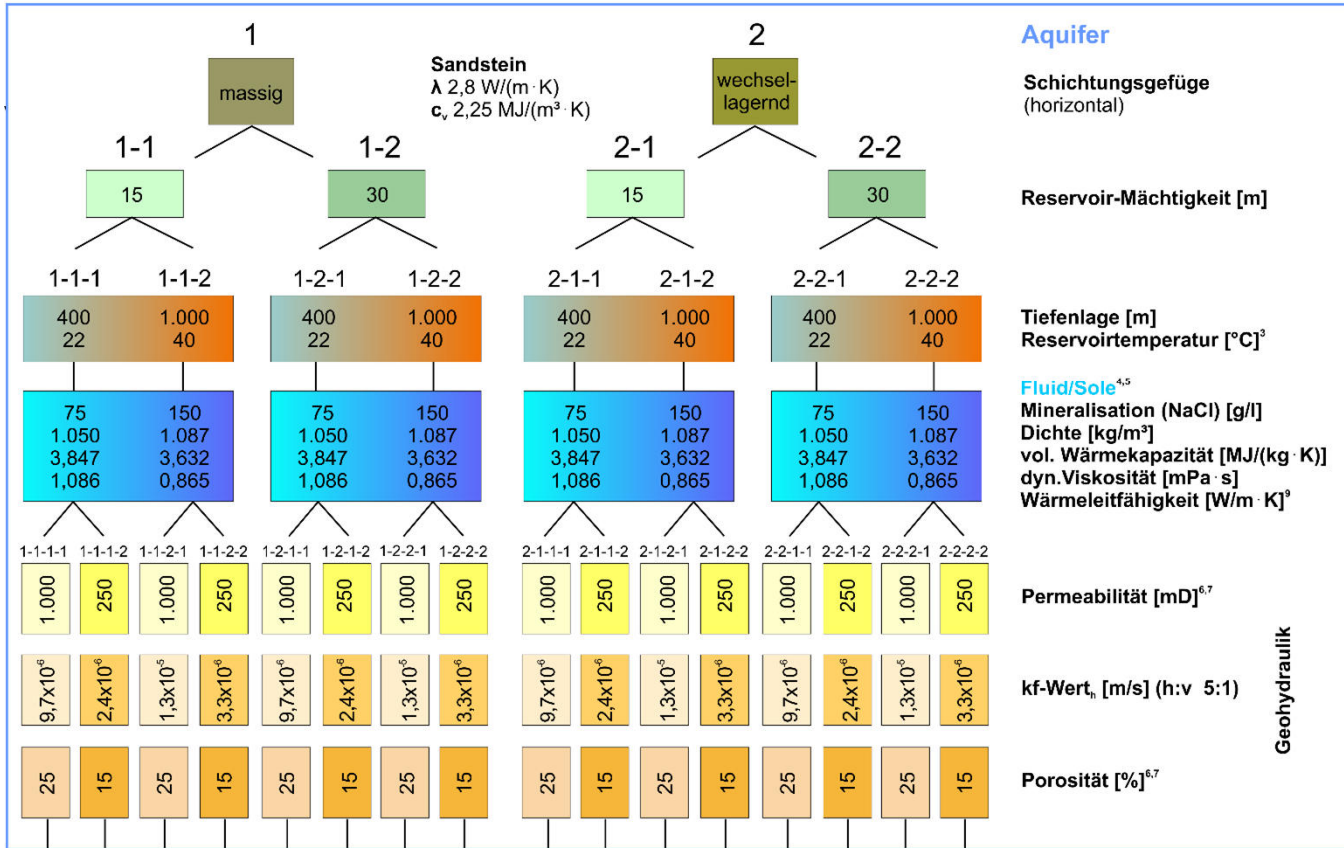 1
2
Aquifer
massig
Sandstein
λ 2,8 W/(m·K)
cᵥ 2,25 MJ/(m³·K)
wechsel-
lagernd
Schichtungsgefüge
(horizontal)
1-1 1-2 2-1 2-2
15 30 15 30
Reservoir-Mächtigkeit [m]
1-1-1 1-1-2 1-2-1 1-2-2 2-1-1 2-1-2 2-2-1 2-2-2
400 1.000 400 1.000 400 1.000 400 1.000 Tiefenlage [m]
22 40 22 40 22 40 22 40 Reservoirtemperatur [°C]³
Fluid/Sole⁴,⁵
75 150 75 150 75 150 75 150 Mineralisation (NaCl) [g/l]
1.050 1.087 1.050 1.087 1.050 1.087 1.050 1.087 Dichte [kg/m³]
3,847 3,632 3,847 3,632 3,847 3,632 3,847 3,632 vol. Wärmekapazität [MJ/(kg·K)]
1,086 0,865 1,086 0,865 1,086 0,865 1,086 0,865 dyn.Viskosität [mPa·s]
Wärmeleitfähigkeit [W/m·K]⁹
1-1-1-1 1-1-1-2 1-1-2-1 1-1-2-2 1-2-1-1 1-2-1-2 1-2-2-1 1-2-2-2 2-1-1-1 2-1-1-2 2-1-2-1 2-1-2-2 2-2-1-1 2-2-1-2 2-2-2-1 2-2-2-2
1.000 250 1.000 250 1.000 250 1.000 250 1.000 250 1.000 250 1.000 250 1.000 250 Permeabilität [mD]⁶,⁷
9,7x10⁻⁶ 2,4x10⁻⁶ 1,3x10⁻⁵ 3,3x10⁻⁶ 9,7x10⁻⁶ 2,4x10⁻⁶ 1,3x10⁻⁵ 3,3x10⁻⁶ 9,7x10⁻⁶ 2,4x10⁻⁶ 1,3x10⁻⁵ 3,3x10⁻⁶ 9,7x10⁻⁶ 2,4x10⁻⁶ 1,3x10⁻⁵ 3,3x10⁻⁶ kf-Wertₕ [m/s] (h:v 5:1)
25 15 25 15 25 15 25 15 25 15 25 15 25 15 25 15 Porosität [%]⁶,⁷
Geohydraulik